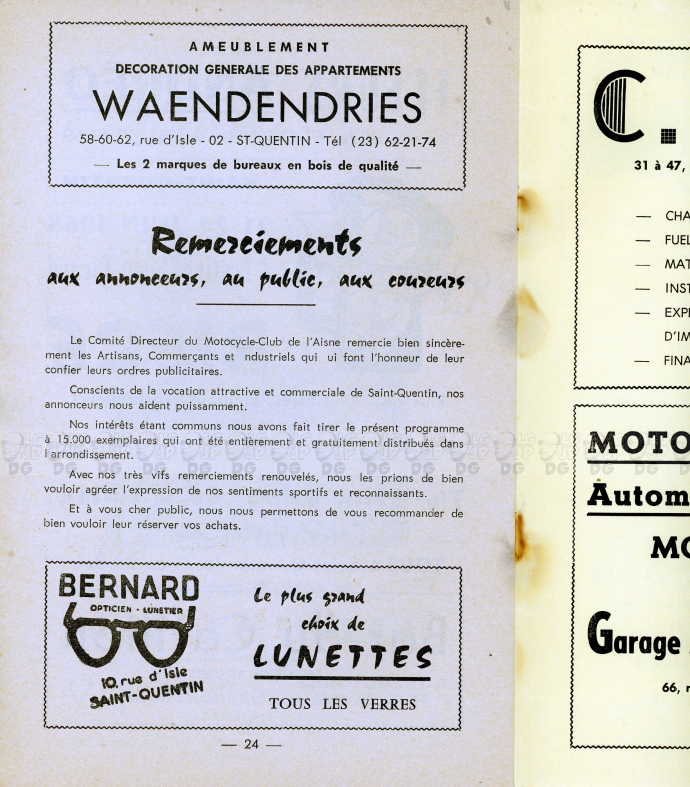 AMEUBLEMENT
DECORATION GENERALE DES APPARTEMENTS
WAENDENDRIES
58-60-62, rue d'Isle - 02 - ST-QUENTIN - Tél (23) 62-21-74
— Les 2 marques de bureaux en bois de qualité —
Remerciements
aux annonceurs, au public, aux coureurs
Le Comité Directeur du Motocycle-Club de l'Aisne remercie bien sincère-
ment les Artisans, Commerçants et ndustriels qui ui font l'honneur de leur
confier leurs ordres publicitaires.
Conscients de la vocation attractive et commerciale de Saint-Quentin, nos
annonceurs nous aident puissamment.
Nos intérêts étant communs nous avons fait tirer le présent programme
à 15.000 exemplaires qui ont été entièrement et gratuitement distribués dans
l arrondissement.
Avec nos très vifs remerciements renouvelés, nous les prions de bien
vouloir agréer l'expression de nos sentiments sportifs et reconnaissants.
Et à vous cher public, nous nous permettons de vous recommander de
bien vouloir leur réserver vos achats.
BERNARD
OPTICIEN - LUNETIER
10, rue d'Isle
SAINT-QUENTIN
Le plus grand
choix de
LUNETTES
TOUS LES VERRES
— 24 —
C.
31 à 47,
— CHA
— FUEL
— MAT
— INST
— EXPE
D'IM
— FINA
MOTO
Autom
MO
Garage
66, r